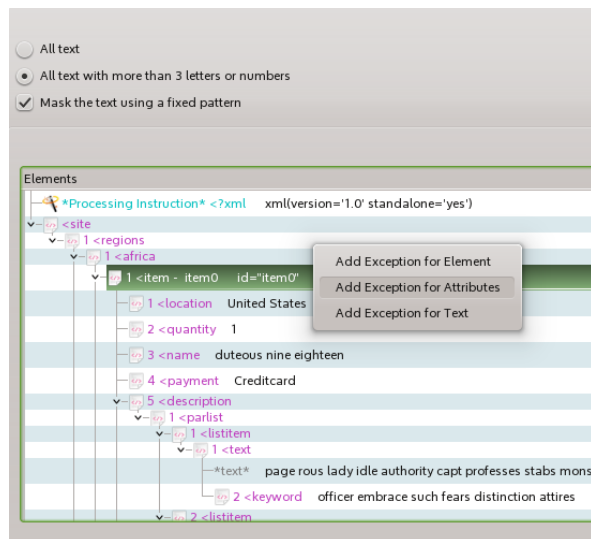 All text
All text with more than 3 letters or numbers
Mask the text using a fixed pattern
Elements
*Processing Instruction* <?xml xml(version='1.0' standalone='yes')
<site
1 <regions
1 <africa
1 <item - item0 id="item0"
Add Exception for Element
Add Exception for Attributes
Add Exception for Text
1 <location United States
2 <quantity 1
3 <name duteous nine eighteen
4 <payment Creditcard
5 <description
1 <parlist
1 <listitem
1 <text
*text* page rous lady idle authority capt professes stabs mons
2 <keyword officer embrace such fears distinction attires
2 <listitem